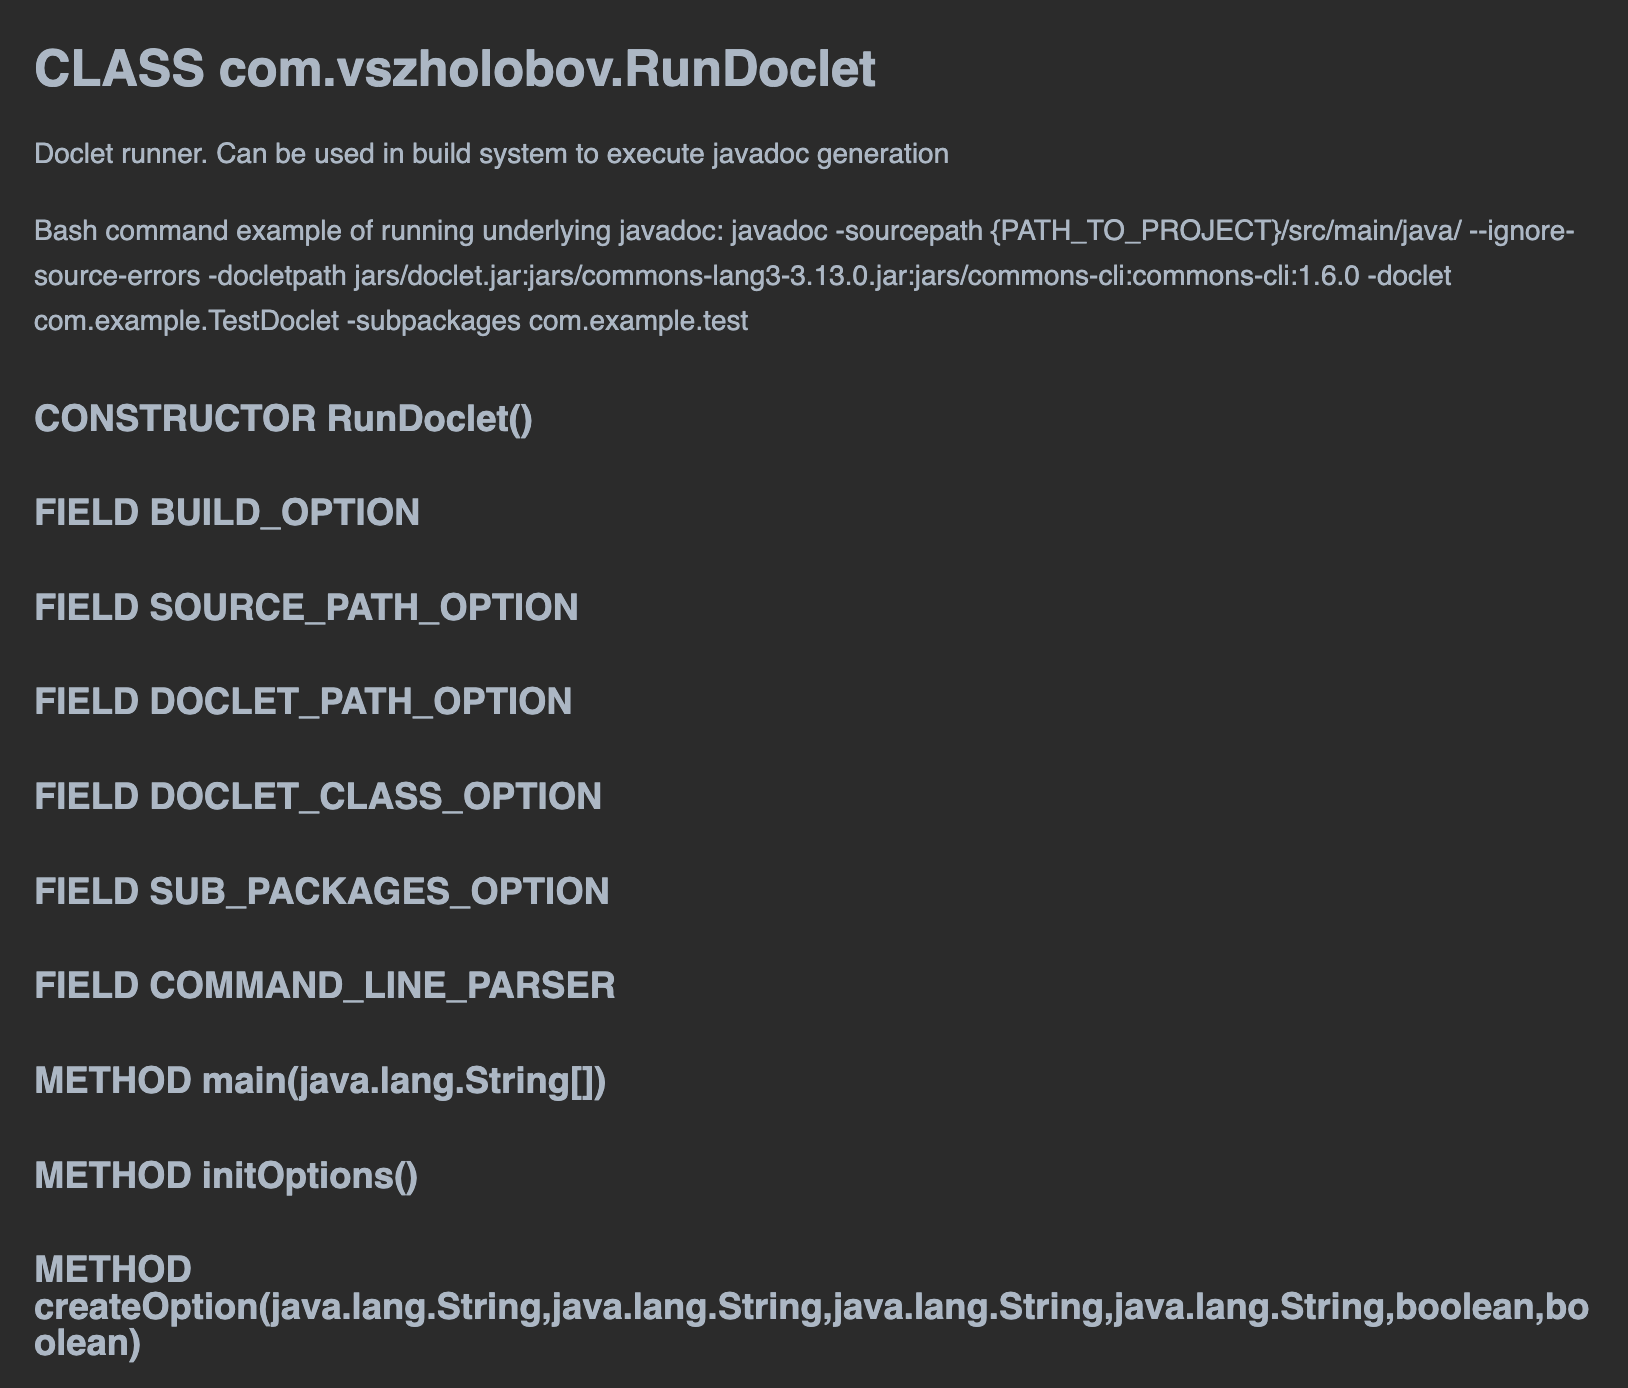 CLASS com.vszholobov.RunDoclet
Doclet runner. Can be used in build system to execute javadoc generation
Bash command example of running underlying javadoc: javadoc -sourcepath {PATH_TO_PROJECT}/src/main/java/ --ignore-
source-errors -docletpath jars/doclet.jar:jars/commons-lang3-3.13.0.jar:jars/commons-cli:commons-cli:1.6.0 -doclet
com.example.TestDoclet -subpackages com.example.test
CONSTRUCTOR RunDoclet()
FIELD BUILD_OPTION
FIELD SOURCE_PATH_OPTION
FIELD DOCLET_PATH_OPTION
FIELD DOCLET_CLASS_OPTION
FIELD SUB_PACKAGES_OPTION
FIELD COMMAND_LINE_PARSER
METHOD main(java.lang.String[])
METHOD initOptions()
METHOD
createOption(java.lang.String,java.lang.String,java.lang.String,java.lang.String,boolean,bo
olean)